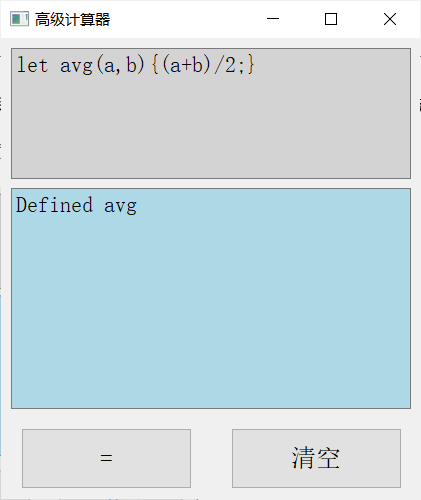 高级计算器
let avg(a,b){(a+b)/2;}
Defined avg
=
清空